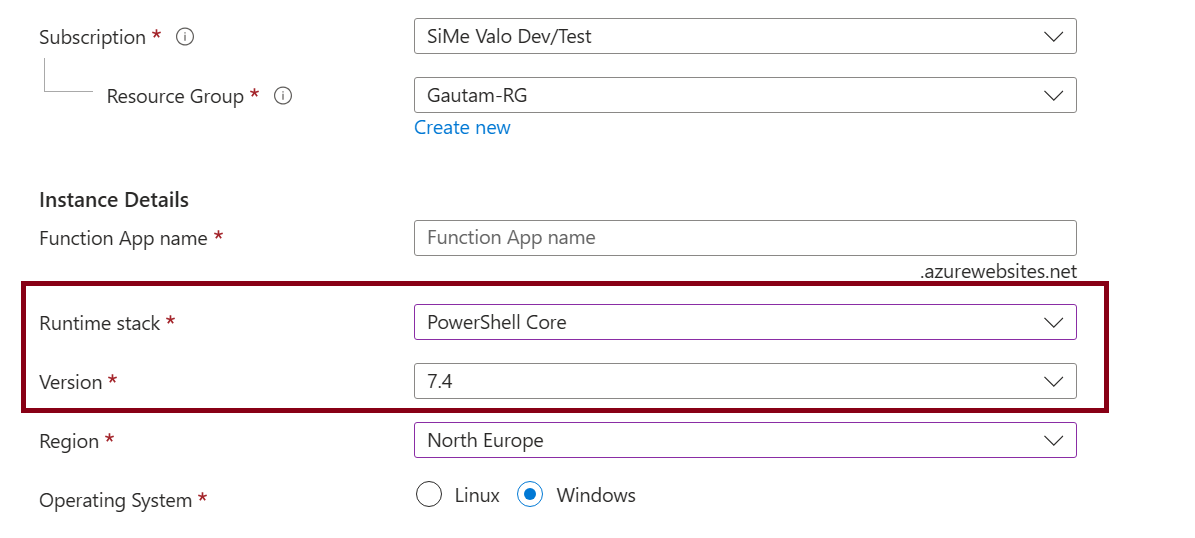 Subscription *
SiMe Valo Dev/Test
Resource Group *
Gautam-RG
Create new
Instance Details
Function App name *
Function App name
.azurewebsites.net
Runtime stack *
PowerShell Core
Version *
7.4
Region *
North Europe
Operating System *
Linux
Windows